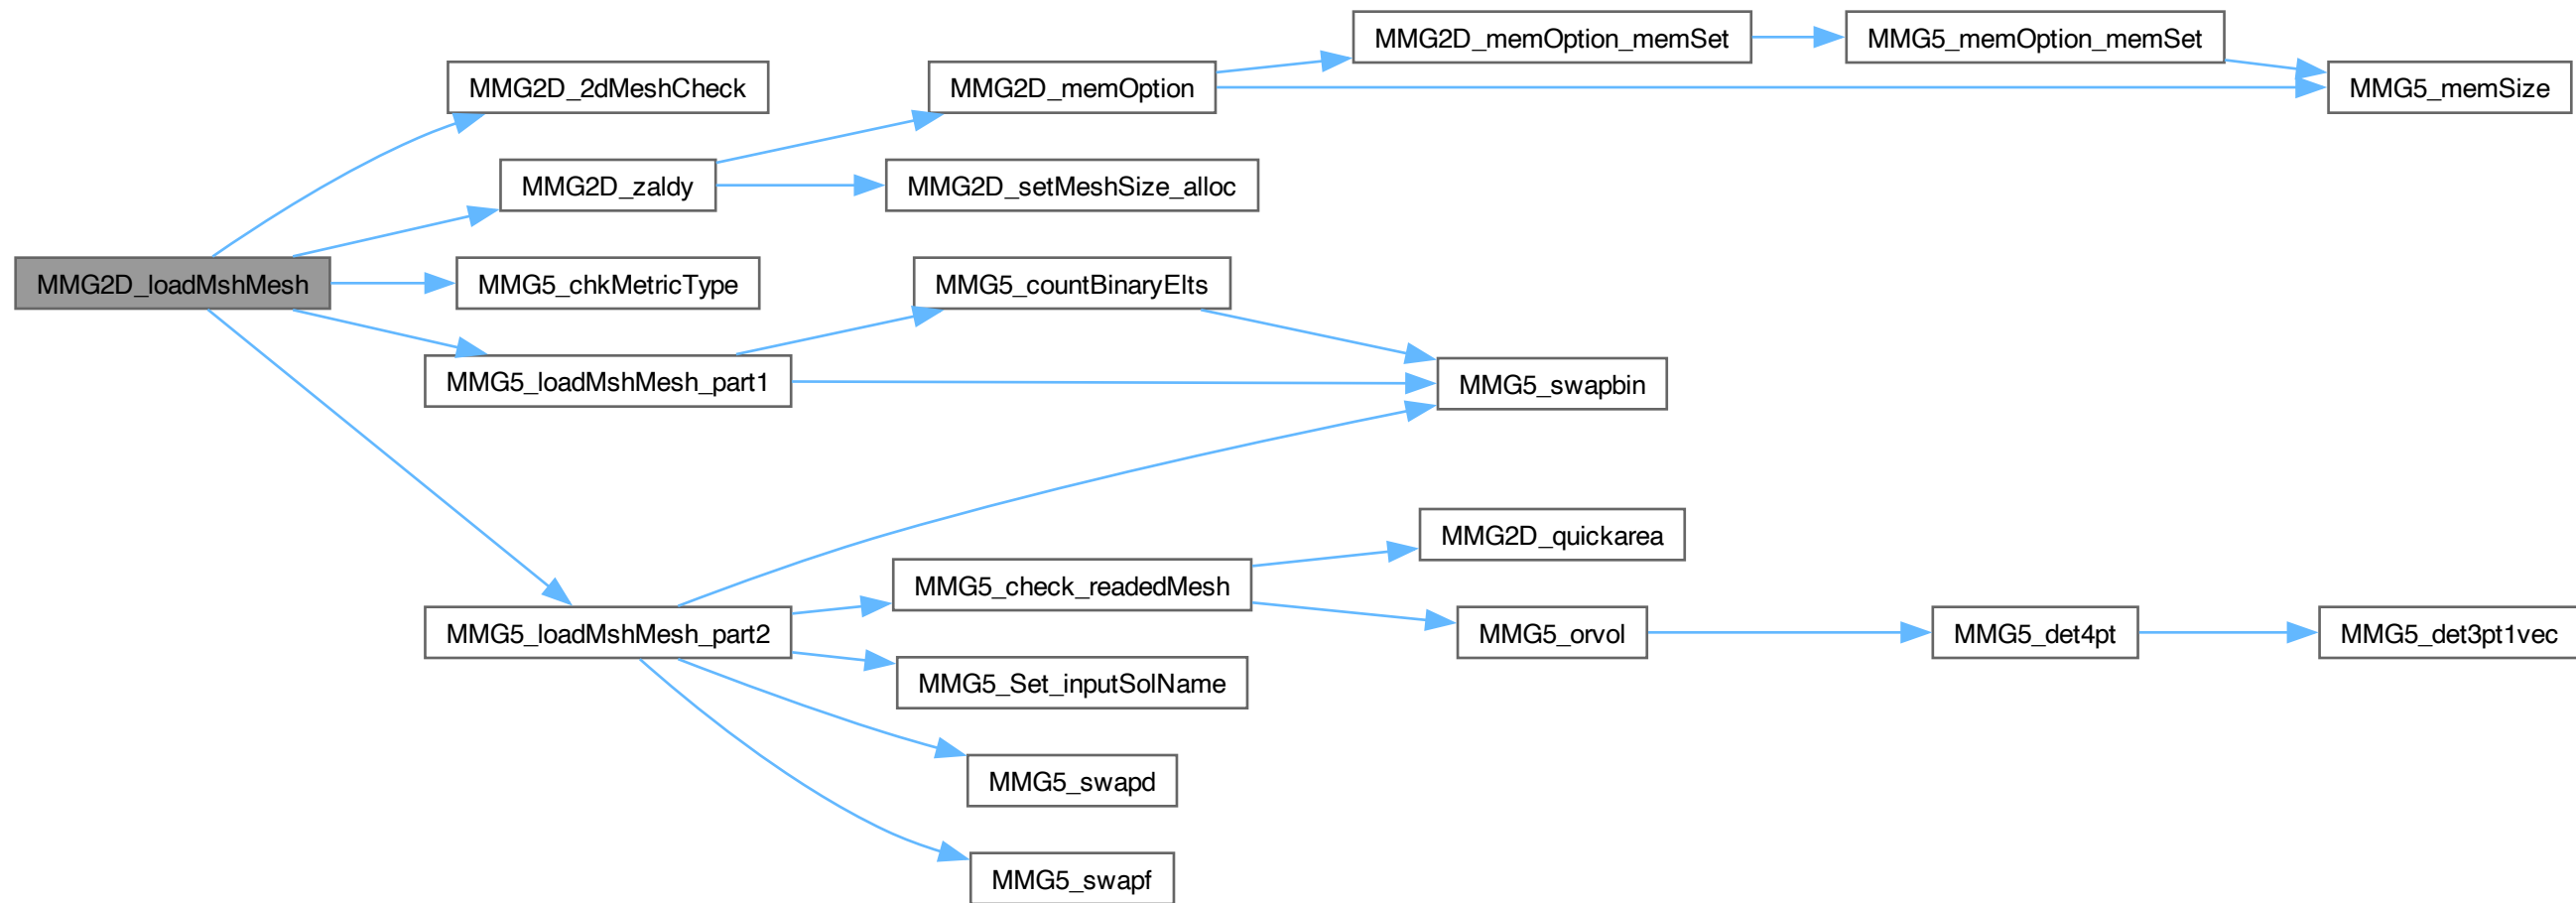 MMG2D_loadMshMesh
MMG2D_2dMeshCheck
MMG2D_zaldy
MMG5_chkMetricType
MMG5_loadMshMesh_part1
MMG5_loadMshMesh_part2
MMG2D_memOption
MMG2D_setMeshSize_alloc
MMG5_countBinaryElts
MMG5_check_readedMesh
MMG5_Set_inputSolName
MMG5_swapd
MMG5_swapf
MMG2D_memOption_memSet
MMG5_swapbin
MMG2D_quickarea
MMG5_orvol
MMG5_memOption_memSet
MMG5_det4pt
MMG5_memSize
MMG5_det3pt1vec